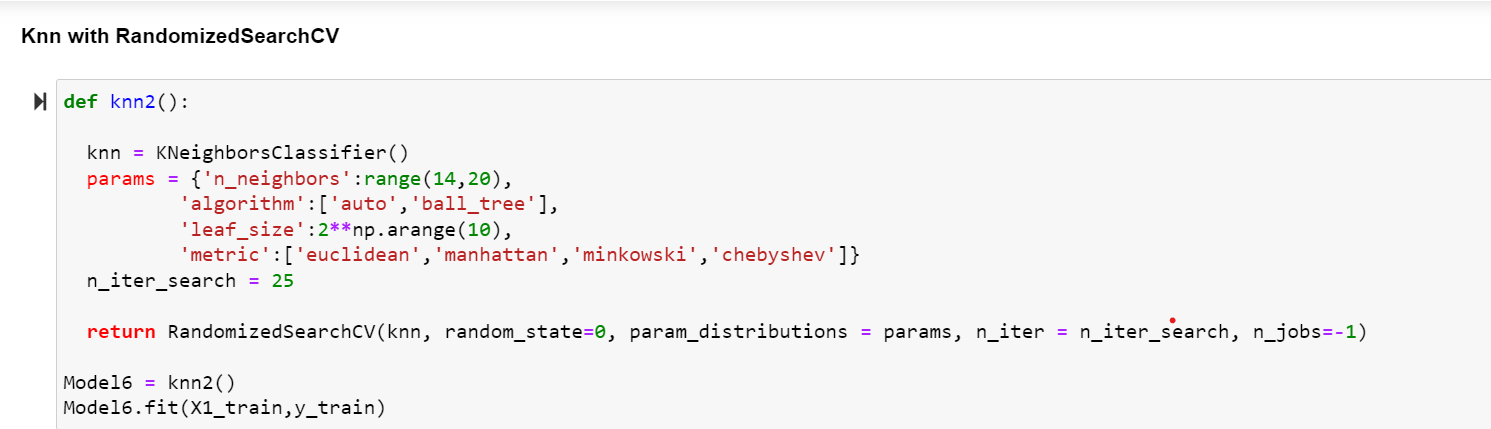 Knn with RandomizedSearchCV
def knn2():
knn = KNeighborsClassifier()
params = {'n_neighbors':range(14,20),
'algorithm':['auto','ball_tree'],
'leaf_size':2**np.arange(10),
'metric':['euclidean','manhattan','minkowski','chebyshev']}
n_iter_search = 25
return RandomizedSearchCV(knn, random_state=0, param_distributions = params, n_iter = n_iter_search, n_jobs=-1)
Model6 = knn2()
Model6.fit(X1_train,y_train)